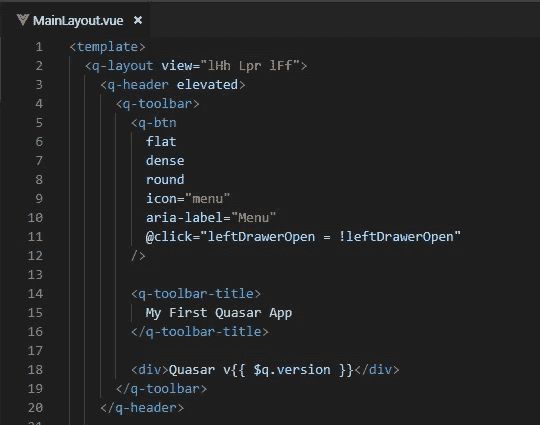 MainLayout.vue ×
1 <template>
2 <q-layout view="lHh Lpr lFf">
3 <q-header elevated>
4 <q-toolbar>
5 <q-btn
6 flat
7 dense
8 round
9 icon="menu"
10 aria-label="Menu"
11 @click="leftDrawerOpen = !leftDrawerOpen"
12 />
13
14 <q-toolbar-title>
15 My First Quasar App
16 </q-toolbar-title>
17
18 <div>Quasar v{{ $q.version }}</div>
19 </q-toolbar>
20 </q-header>
21